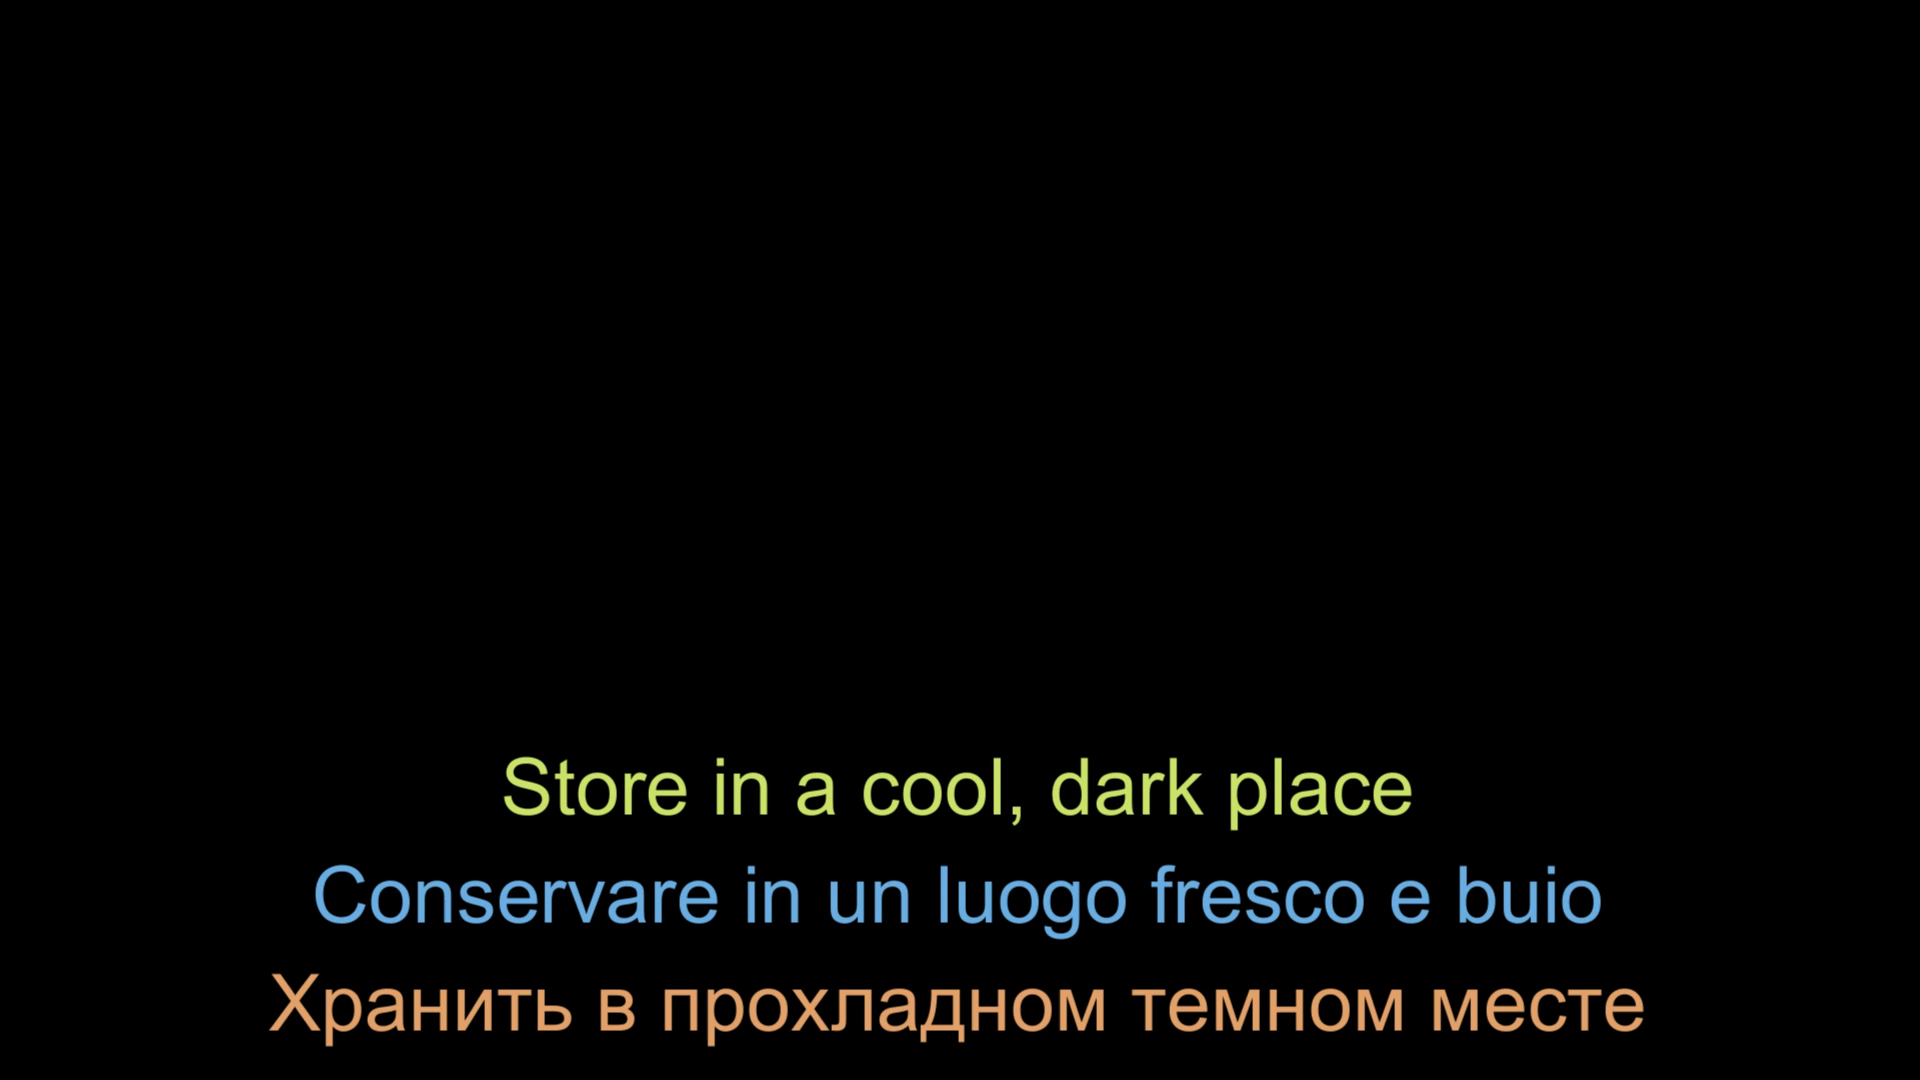 Store in a cool, dark place
Conservare in un luogo fresco e buio
Хранить в прохладном темном месте